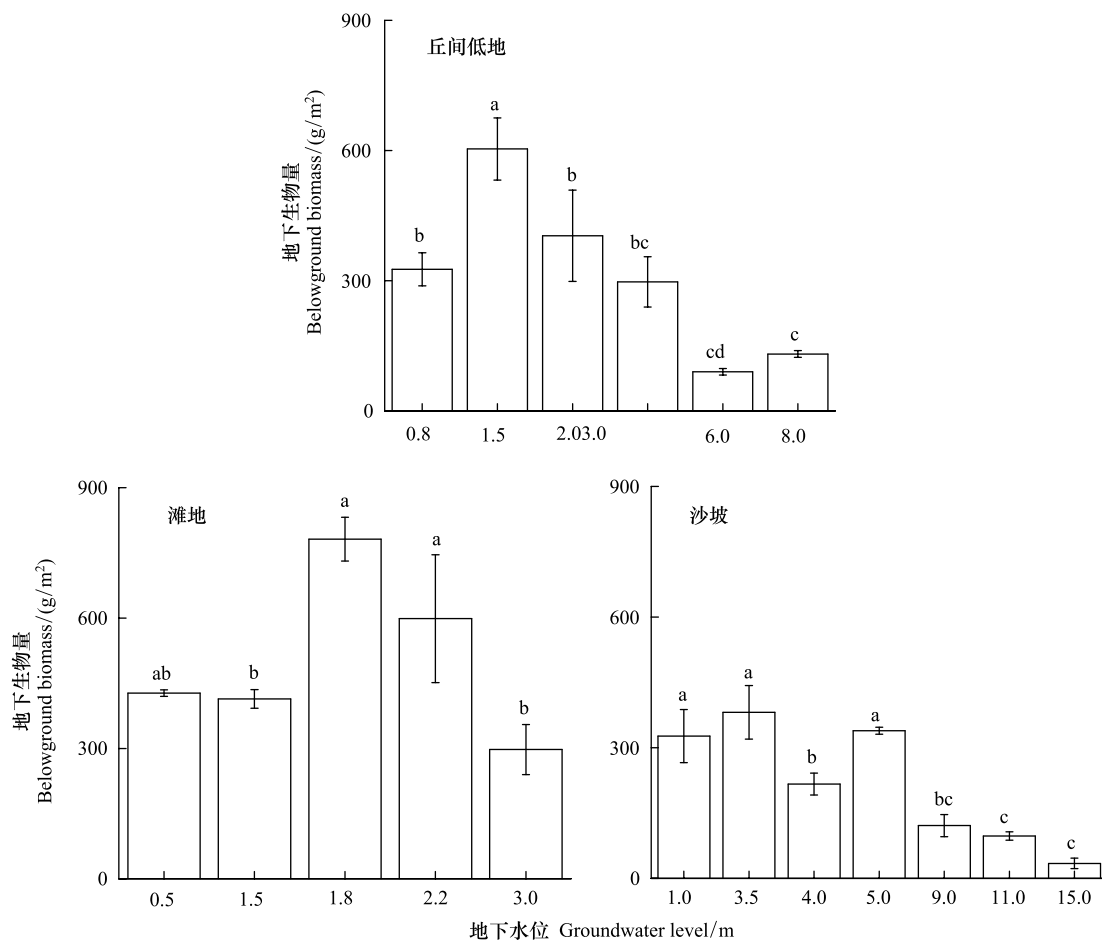 900
丘间低地
a
600
b
b
bc
300
cd
c
0
0.8 1.5 2.03.0 6.0 8.0
地下生物量
Belowground biomass/(g/m²)
900
滩地
a
a
600
ab
b
b
300
0
0.5 1.5 1.8 2.2 3.0
地下生物量
Belowground biomass/(g/m²)
900
沙坡
600
a
a
a
b
300
bc
c
c
0
1.0 3.5 4.0 5.0 9.0 11.0 15.0
地下水位 Groundwater level/m